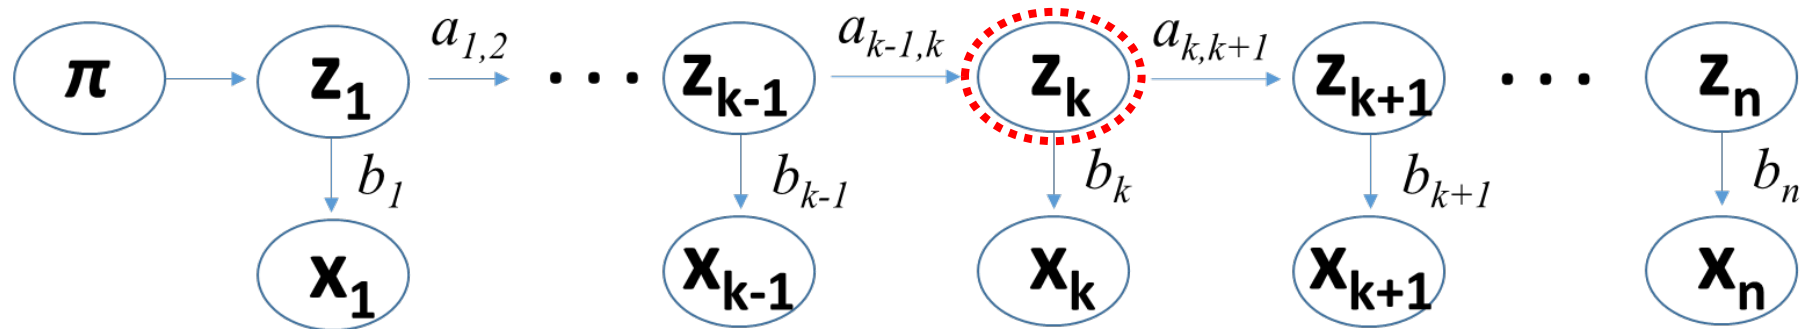 π z₁ a₁,₂ ... zₖ₋₁ aₖ₋₁,ₖ zₖ aₖ,ₖ₊₁ zₖ₊₁ ... zₙ
b₁ bₖ₋₁ bₖ bₖ₊₁ bₙ
x₁ xₖ₋₁ xₖ xₖ₊₁ xₙ